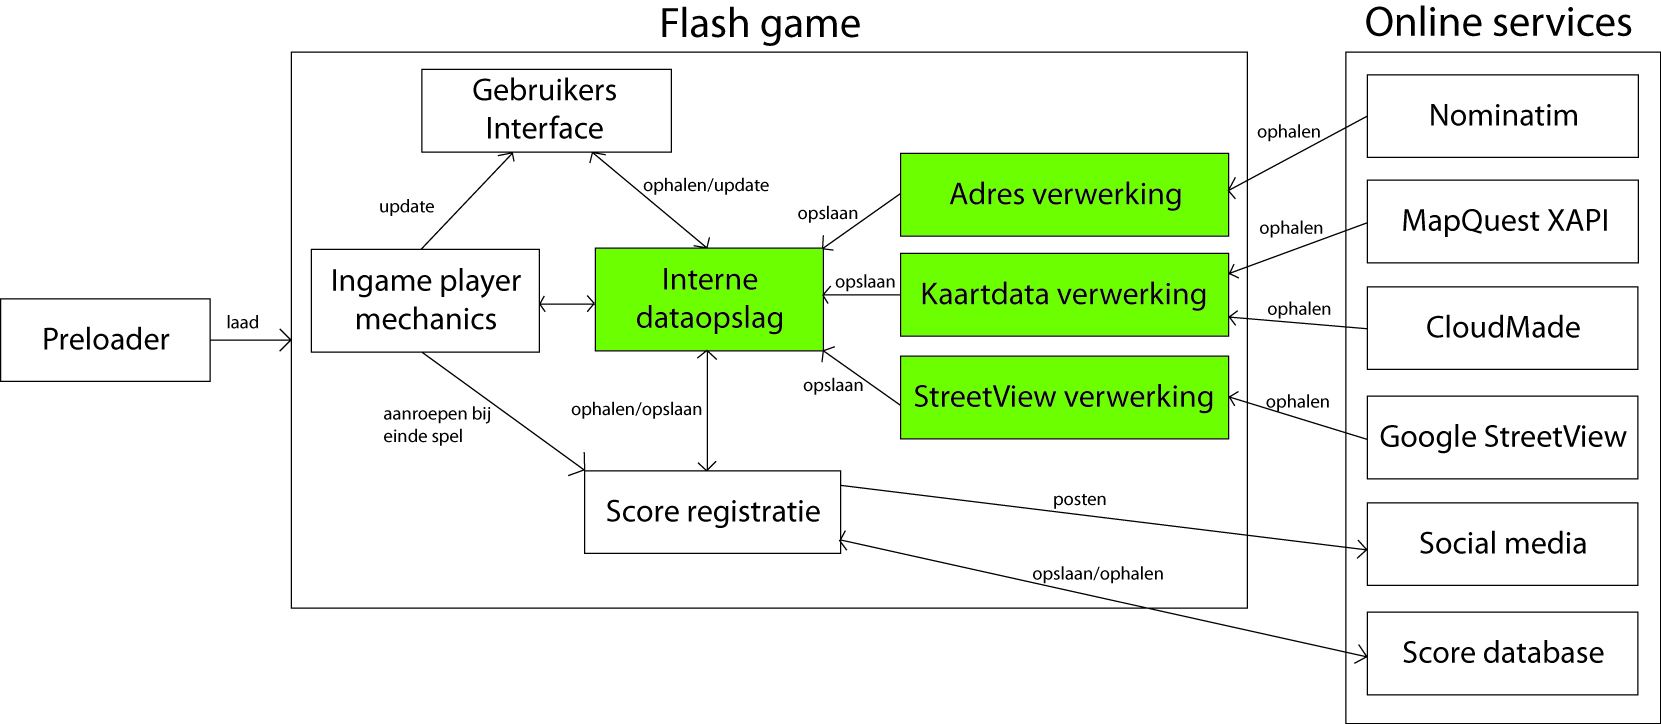 Flash game
Online services
Gebruikers
Interface
Nominatim
ophalen
ophalen/update
Adres verwerking
update
opslaan
MapQuest XAPI
ophalen
Ingame player
mechanics
Interne
dataopslag
opslaan
Kaartdata verwerking
ophalen
CloudMade
Preloader
laad
opslaan
StreetView verwerking
ophalen
Google StreetView
aanroepen bij
einde spel
ophalen/opslaan
Score registratie
posten
Social media
opslaan/ophalen
Score database